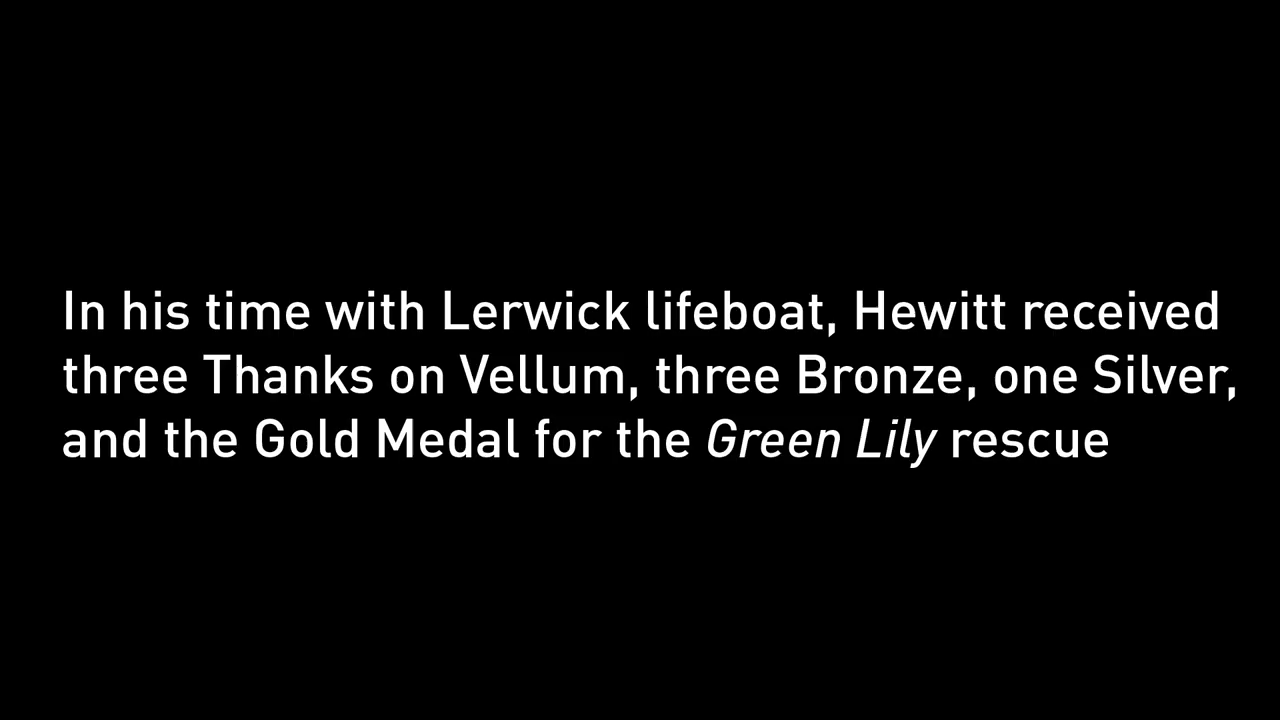 In his time with Lerwick lifeboat, Hewitt received
three Thanks on Vellum, three Bronze, one Silver,
and the Gold Medal for the Green Lily rescue